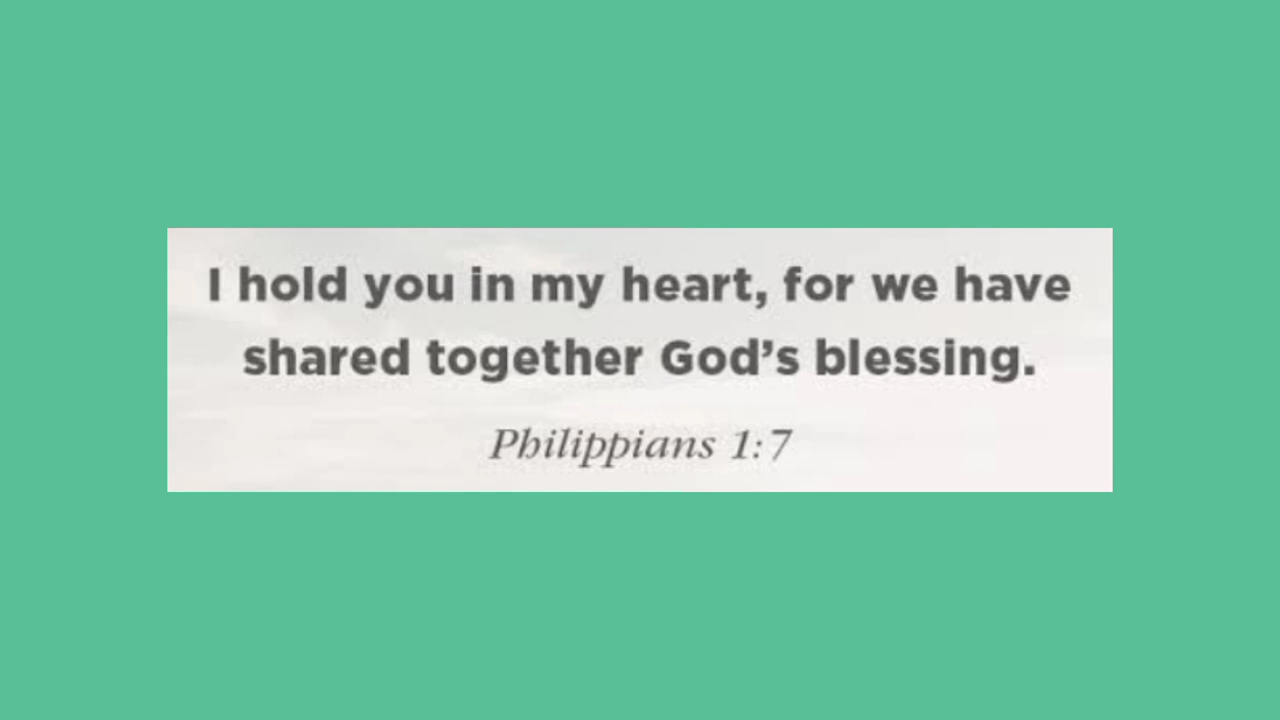 I hold you in my heart, for we have
shared together God’s blessing.
Philippians 1:7